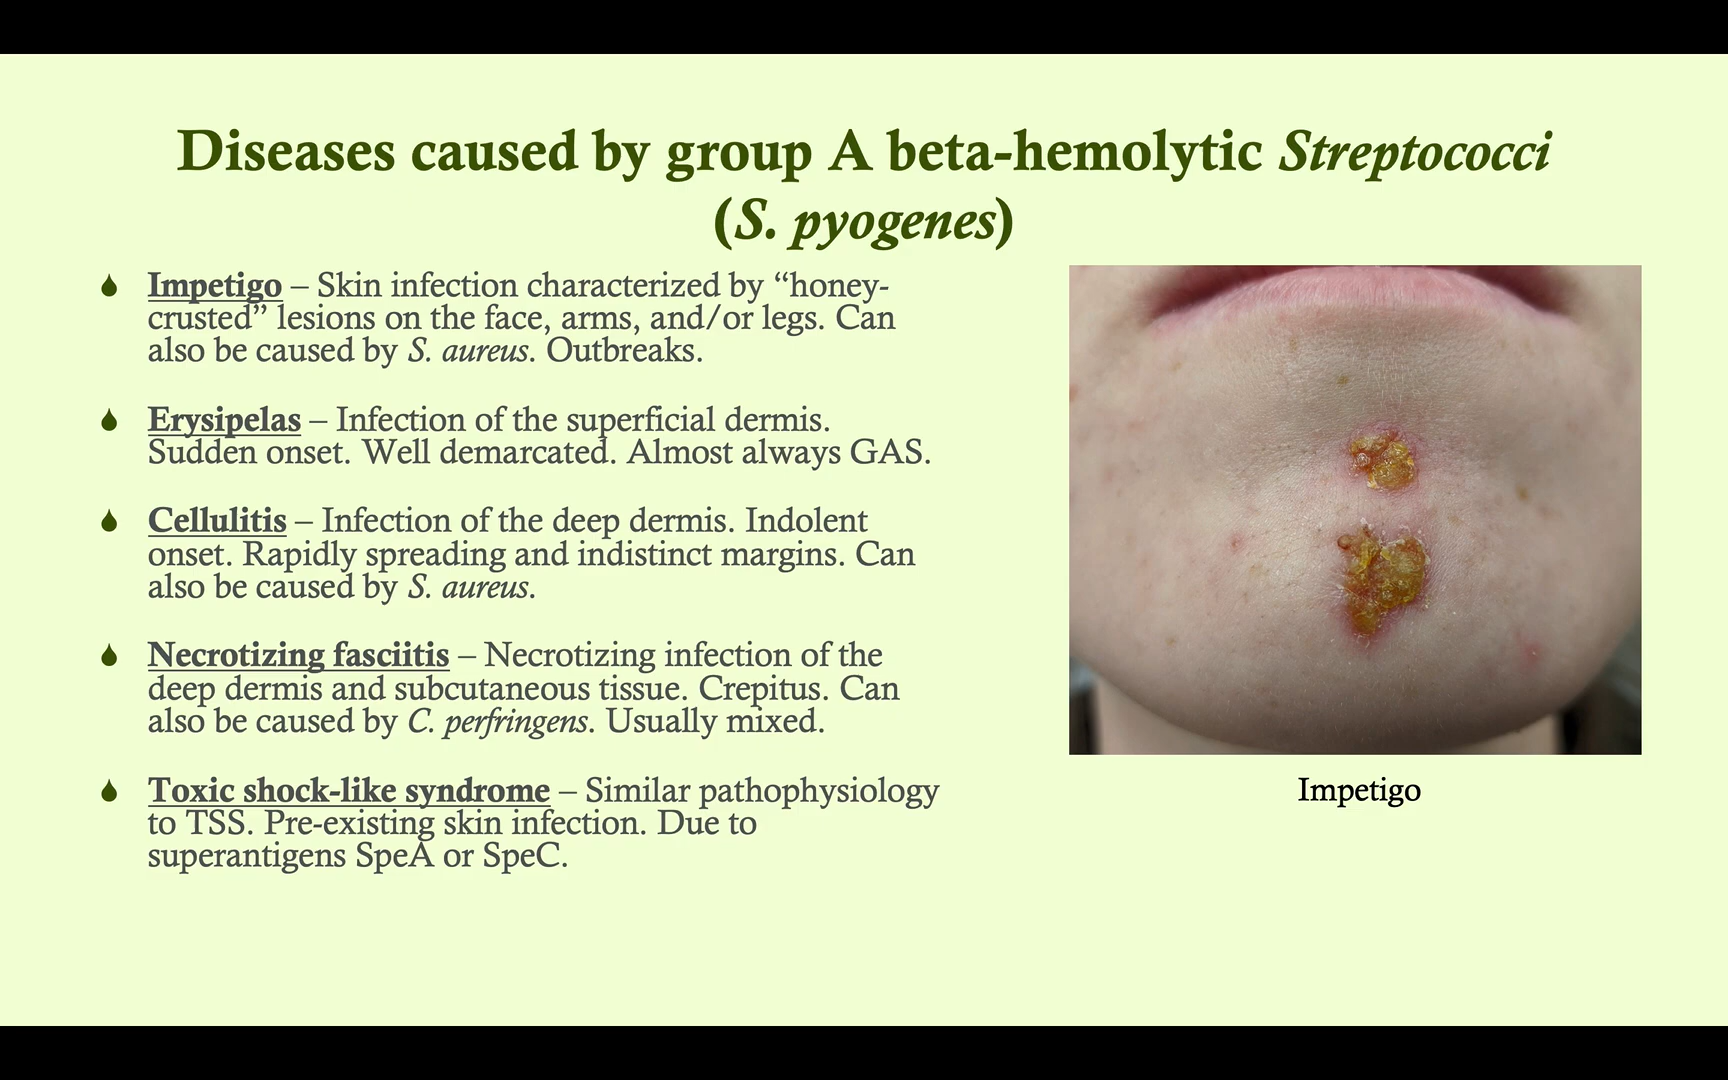 Diseases caused by group A beta-hemolytic Streptococci
(S. pyogenes)
Impetigo – Skin infection characterized by “honey-
crusted” lesions on the face, arms, and/or legs. Can
also be caused by S. aureus. Outbreaks.
Erysipelas – Infection of the superficial dermis.
Sudden onset. Well demarcated. Almost always GAS.
Cellulitis – Infection of the deep dermis. Indolent
onset. Rapidly spreading and indistinct margins. Can
also be caused by S. aureus.
Necrotizing fasciitis – Necrotizing infection of the
deep dermis and subcutaneous tissue. Crepitus. Can
also be caused by C. perfringens. Usually mixed.
Toxic shock-like syndrome – Similar pathophysiology
to TSS. Pre-existing skin infection. Due to
superantigens SpeA or SpeC.
Impetigo